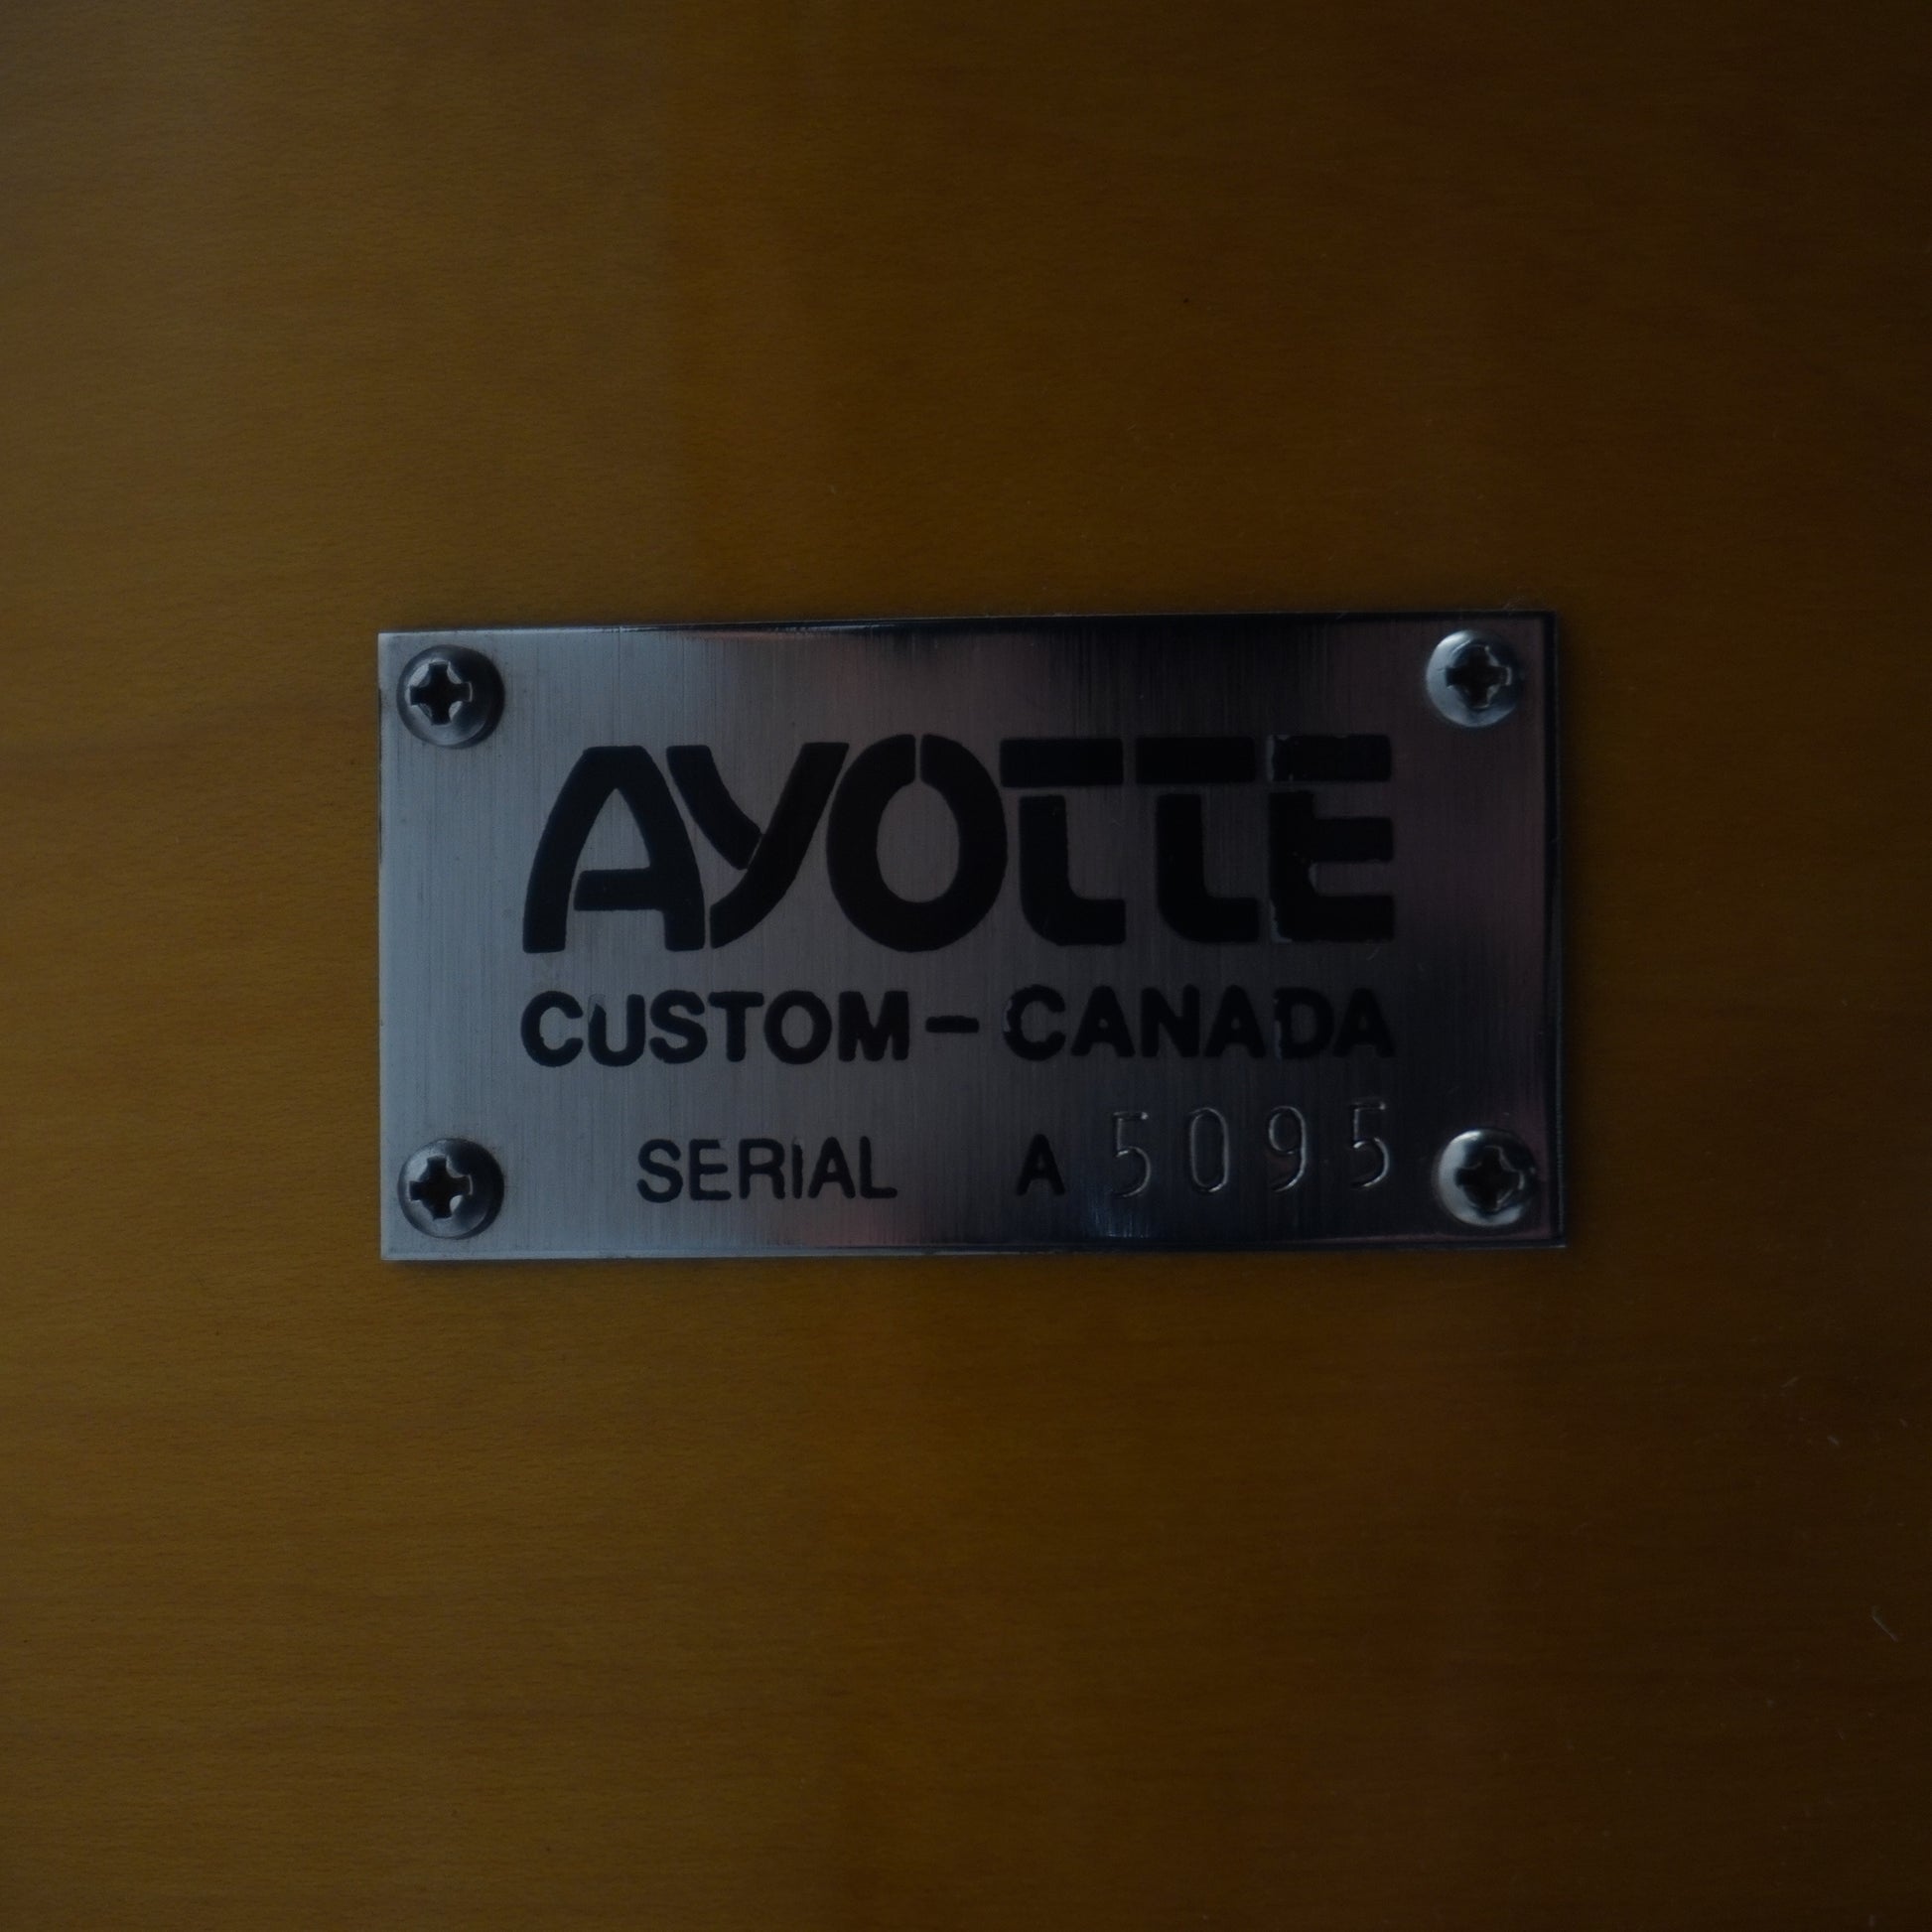 AYOTTE
CUSTOM-CANADA
SERIAL A 5095